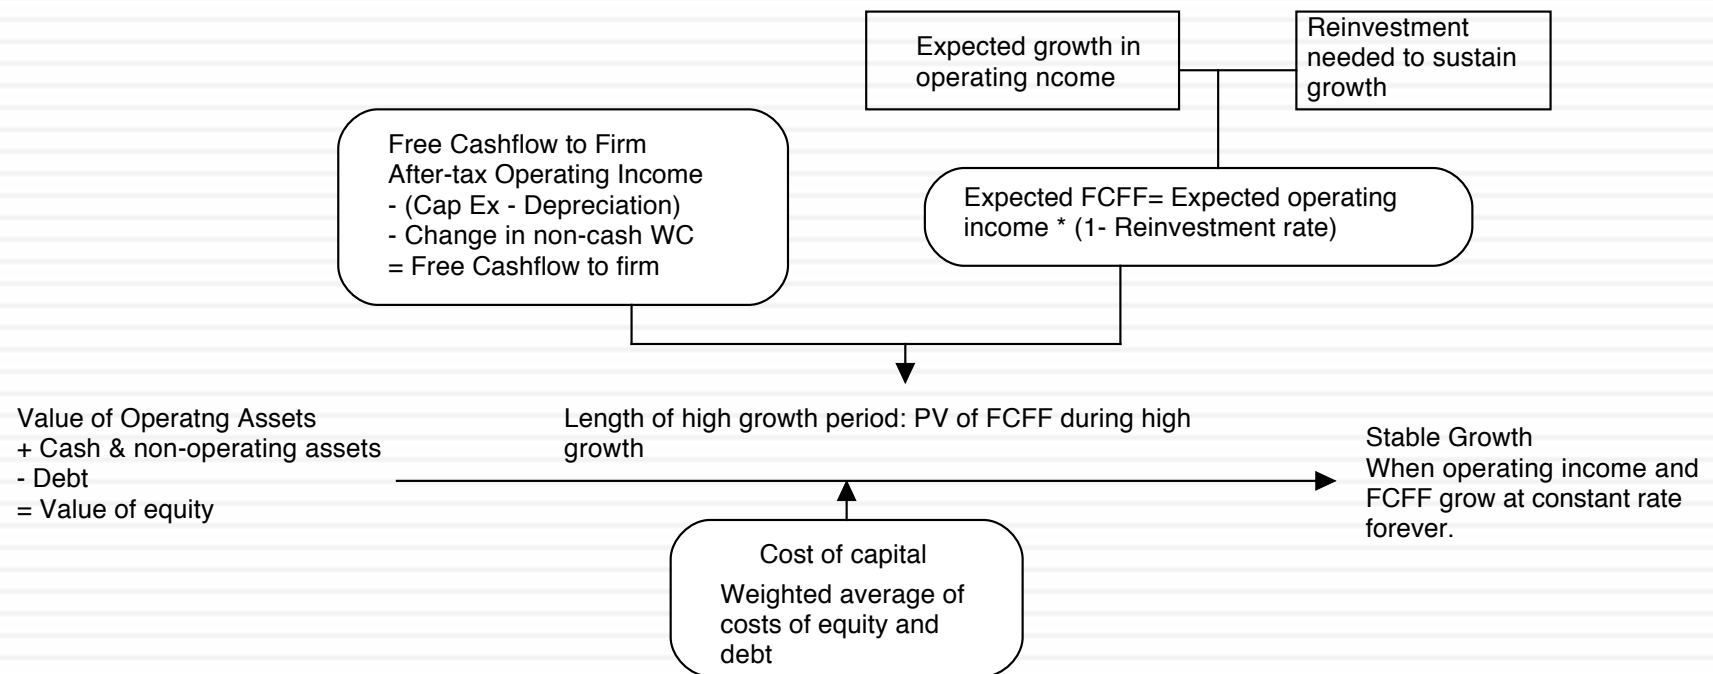 Expected growth in
operating ncome
Reinvestment
needed to sustain
growth
Free Cashflow to Firm
After-tax Operating Income
- (Cap Ex - Depreciation)
- Change in non-cash WC
= Free Cashflow to firm
Expected FCFF= Expected operating
income * (1- Reinvestment rate)
Value of Operatng Assets
+ Cash & non-operating assets
- Debt
= Value of equity
Length of high growth period: PV of FCFF during high
growth
Stable Growth
When operating income and
FCFF grow at constant rate
forever.
Cost of capital
Weighted average of
costs of equity and
debt